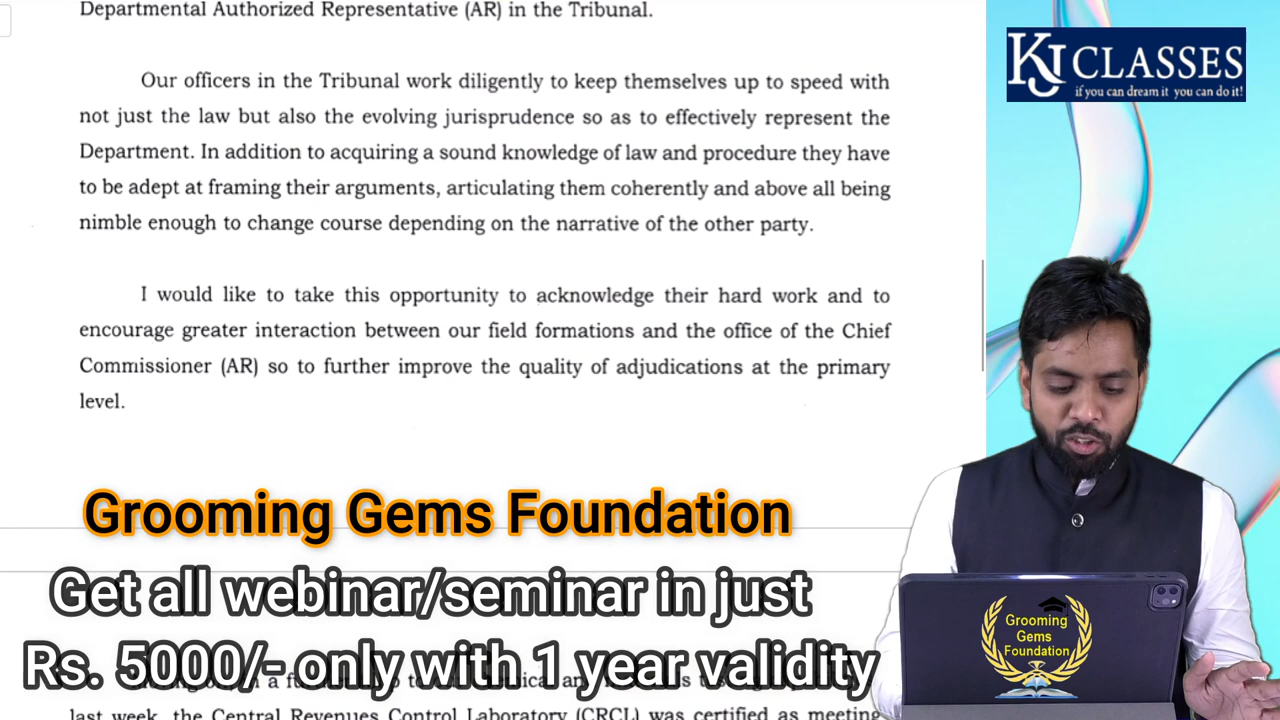 Departmental Authorized Representative (AR) in the Tribunal.
Our officers in the Tribunal work diligently to keep themselves up to speed with
not just the law but also the evolving jurisprudence so as to effectively represent the
Department. In addition to acquiring a sound knowledge of law and procedure they have
to be adept at framing their arguments, articulating them coherently and above all being
nimble enough to change course depending on the narrative of the other party.
I would like to take this opportunity to acknowledge their hard work and to
encourage greater interaction between our field formations and the office of the Chief
Commissioner (AR) so to further improve the quality of adjudications at the primary
level.
Grooming Gems Foundation
Get all webinar/seminar in just
Rs. 5000/- only with 1 year validity
last week, the Central Revenues Control Laboratory (CRCL) was certified as meeting
KJ CLASSES
if you can dream it you can do it!
Grooming
Gems
Foundation